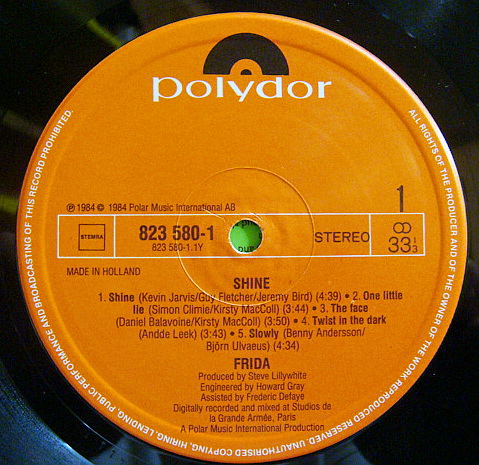 polydor
ALL RIGHTS OF THE PRODUCER AND OF THE OWNER OF THE WORK REPRODUCED RESERVED. UNAUTHORISED COPYING, HIRING, LENDING, PUBLIC PERFORMANCE AND BROADCASTING OF THIS RECORD PROHIBITED.
℗ 1984 © 1984 Polar Music International AB
1
STEMRA
823 580-1
823 580-1.1Y
STEREO
33 1/3
MADE IN HOLLAND
SHINE
1. Shine (Kevin Jarvis/Guy Fletcher/Jeremy Bird) (4:39) • 2. One little
lie (Simon Climie/Kirsty MacColl) (3:44) • 3. The face
(Daniel Balavoine/Kirsty MacColl) (3:50) • 4. Twist in the dark
(Andde Leek) (3:43) • 5. Slowly (Benny Andersson/
Björn Ulvaeus) (4:34)
FRIDA
Produced by Steve Lillywhite
Engineered by Howard Gray
Assisted by Frederic Defaye
Digitally recorded and mixed at Studios de
la Grande Armée, Paris
A Polar Music International Production